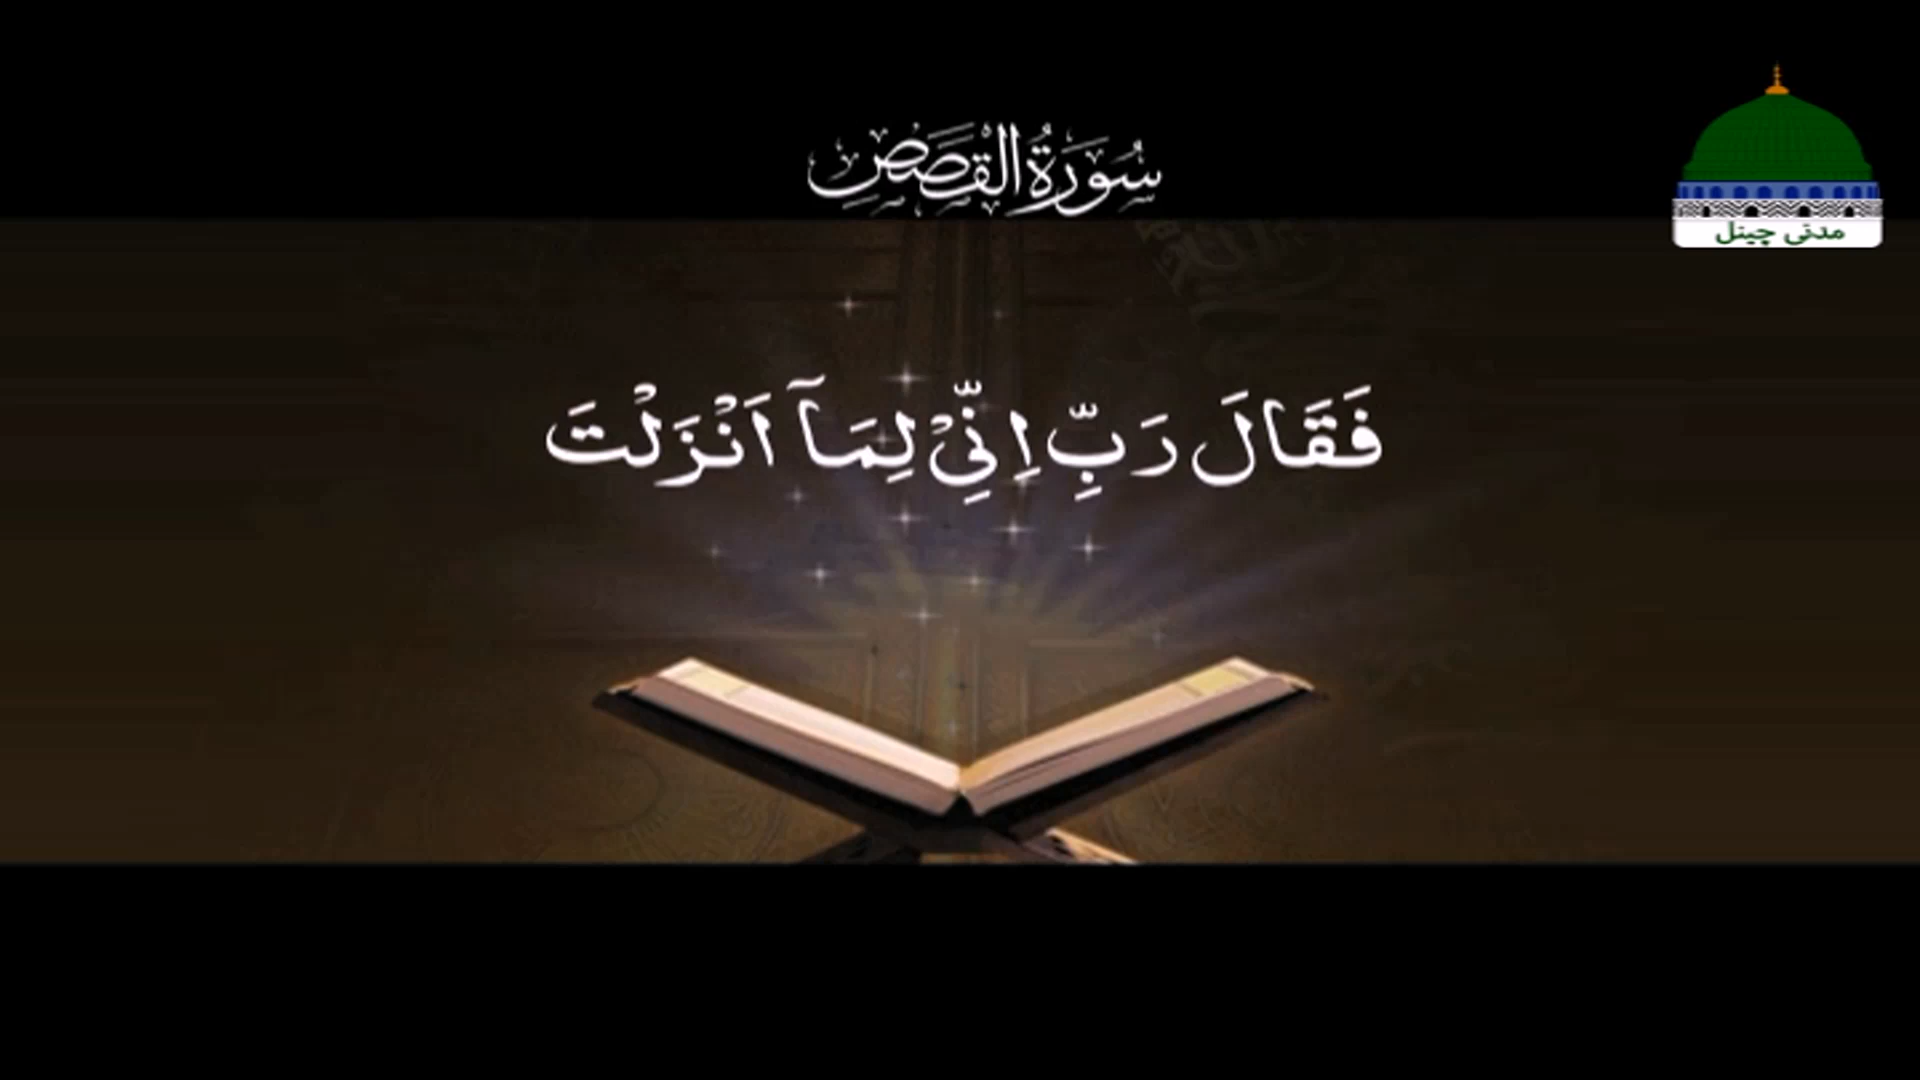 سُوْرَةُ الْقَصَصِ
مدنی چینل
فَقَالَ رَبِّ اِنِّیْ لِمَاۤ اَنْزَلْتَ